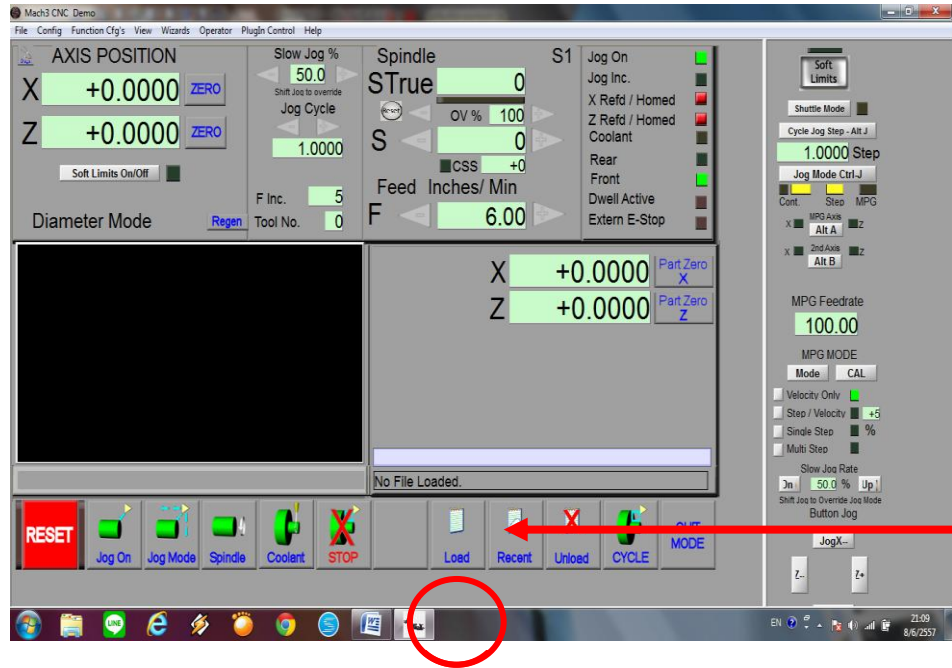 Mach3 CNC Demo
File Config Function Cfg's View Wizards Operator PlugIn Control Help
AXIS POSITION
X +0.0000 ZERO
Z +0.0000 ZERO
Soft Limits On/Off
Diameter Mode Regen
Slow Jog %
50.0
Shift Jog to override
Jog Cycle
1.0000
F Inc. 5
Tool No. 0
Spindle S1
STrue 0
Reset OV % 100
S 0
CSS +0
Feed Inches/ Min
F 6.00
Jog On
Jog Inc.
X Refd / Homed
Z Refd / Homed
Coolant
Rear
Front
Dwell Active
Extern E-Stop
X +0.0000 Part Zero X
Z +0.0000 Part Zero Z
No File Loaded.
RESET
Jog On
Jog Mode
Spindle
Coolent
STOP
Load
Recent
Unload
CYCLE
MODE
Soft Limits
Shuttle Mode
Cycle Jog Step - Alt J
1.0000 Step
Jog Mode Ctrl-J
Cont. Step MPG
MPG Axis
X Alt A Z
2nd Axis
X Alt B Z
MPG Feedrate
100.00
MPG MODE
Mode CAL
Velocity Only
Step / Velocity +5
Single Step %
Multi Step
Slow Jog Rate
50.0 % Up
Shift Jog to Override Jog Mode
Button Jog
JogX--
Z-- Z+
LINE
EN
21:09
8/6/2557